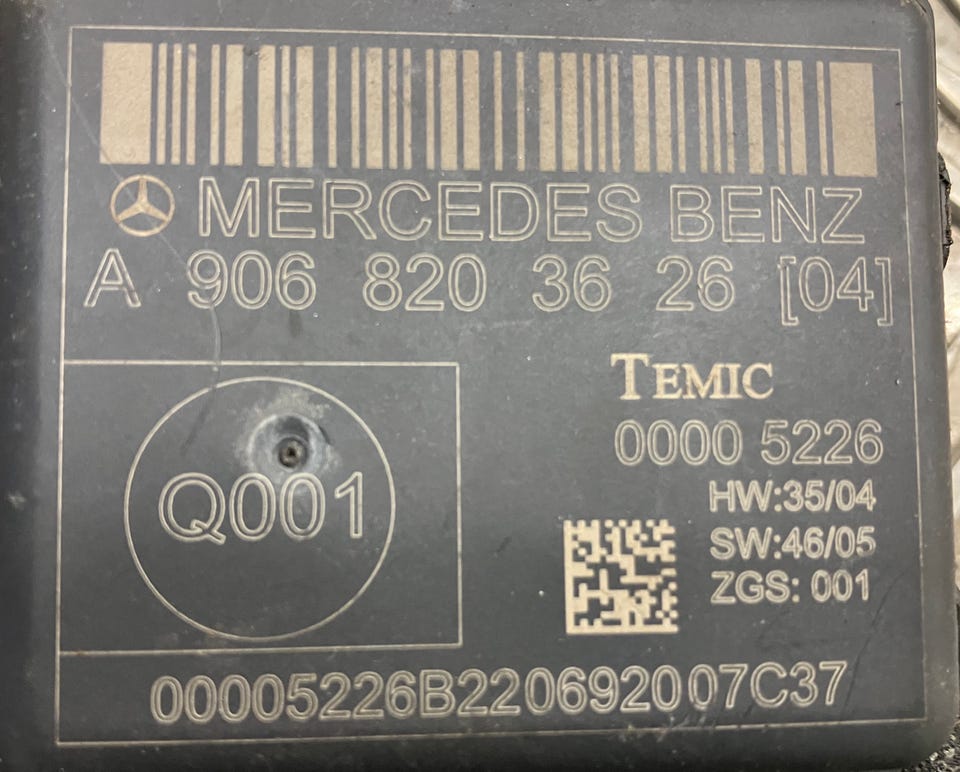 MERCEDES BENZ
A 906 820 36 26 [04]
TEMIC
0000 5226
HW:35/04
SW:46/05
ZGS: 001
Q001
00005226B220692007C37